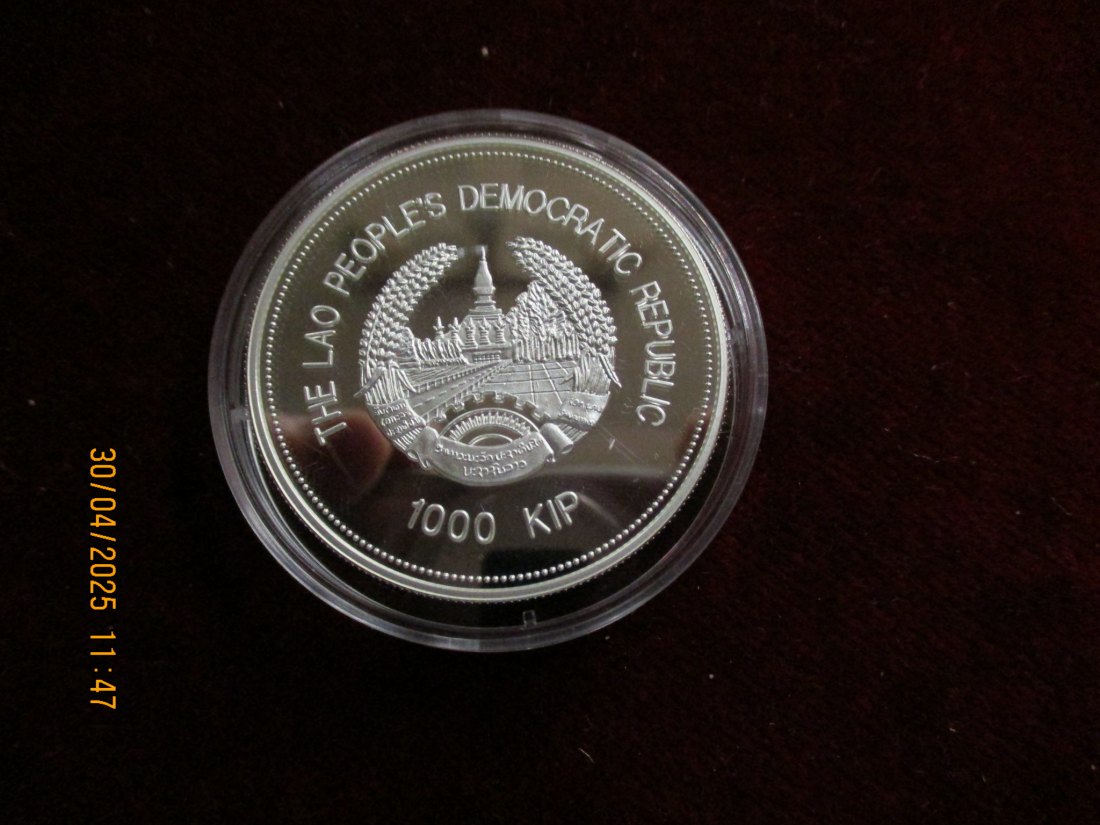 THE LAO PEOPLE'S DEMOCRATIC REPUBLIC
1000 KIP
30/04/2025 11:47